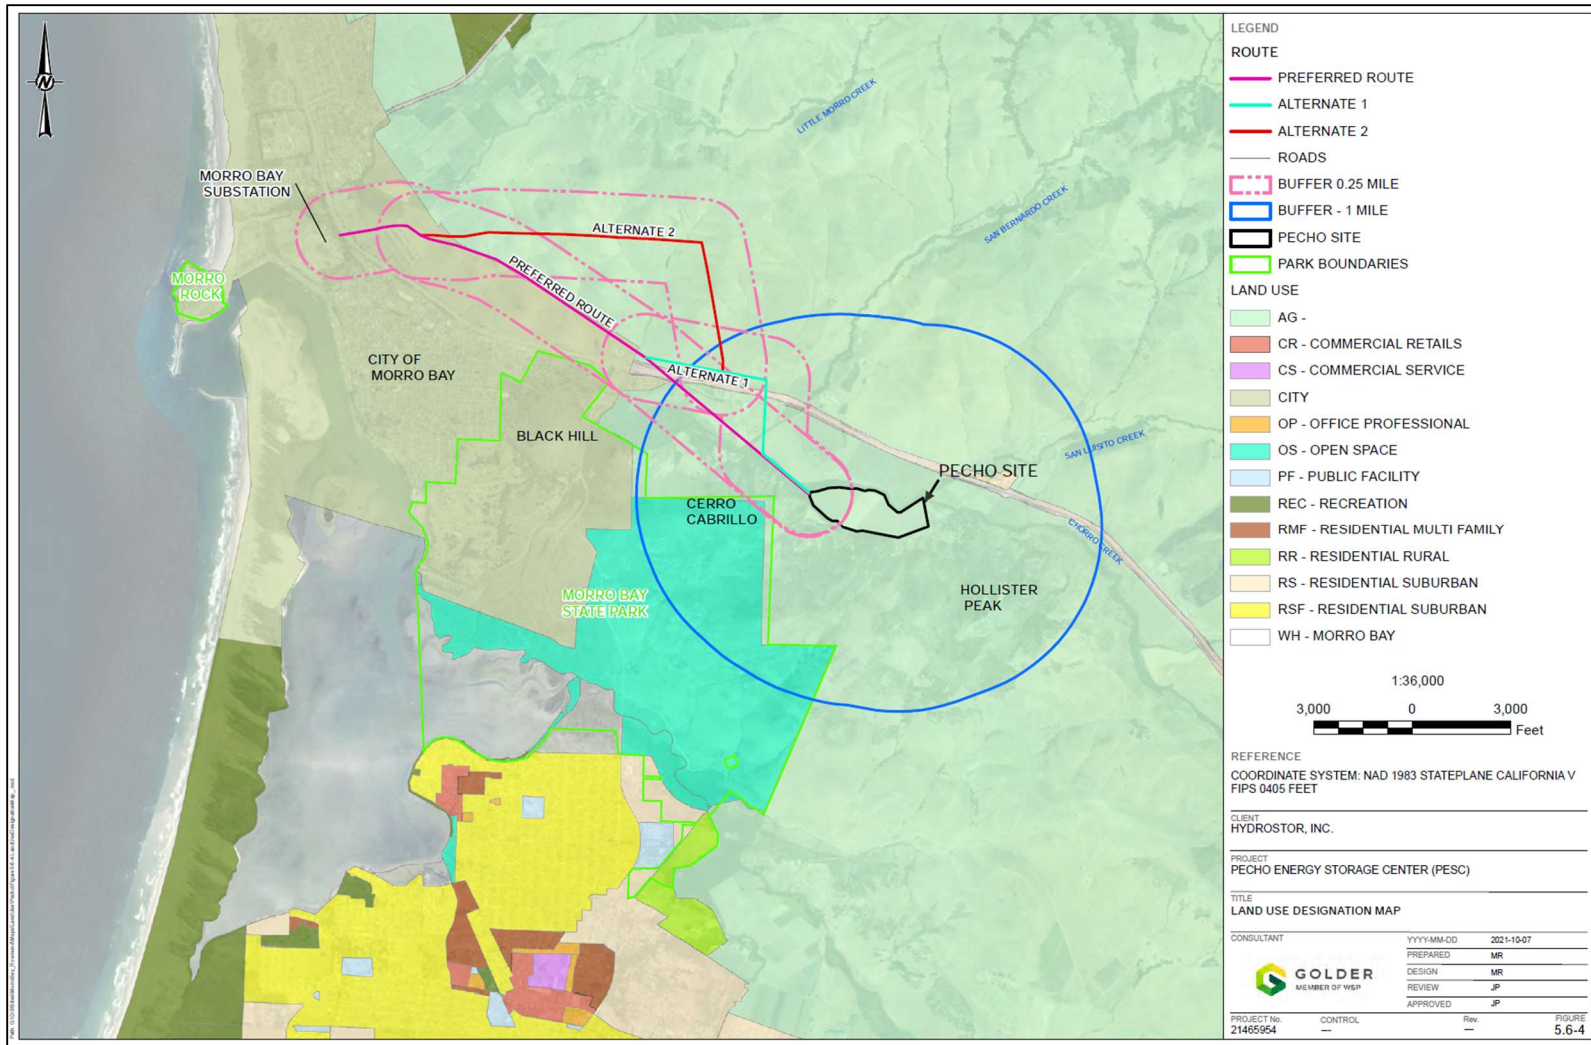 N
LITTLE MORRO CREEK
MORRO BAY
SUBSTATION
SAN BERNARDO CREEK
ALTERNATE 2
PREFERRED ROUTE
MORRO
ROCK
CITY OF
MORRO BAY
ALTERNATE 1
BLACK HILL
SAN LUISITO CREEK
PECHO SITE
CERRO
CABRILLO
CHORRO CREEK
HOLLISTER
PEAK
MORRO BAY
STATE PARK
LEGEND
ROUTE
PREFERRED ROUTE
ALTERNATE 1
ALTERNATE 2
ROADS
BUFFER 0.25 MILE
BUFFER - 1 MILE
PECHO SITE
PARK BOUNDARIES
LAND USE
AG -
CR - COMMERCIAL RETAILS
CS - COMMERCIAL SERVICE
CITY
OP - OFFICE PROFESSIONAL
OS - OPEN SPACE
PF - PUBLIC FACILITY
REC - RECREATION
RMF - RESIDENTIAL MULTI FAMILY
RR - RESIDENTIAL RURAL
RS - RESIDENTIAL SUBURBAN
RSF - RESIDENTIAL SUBURBAN
WH - MORRO BAY
1:36,000
3,000 0 3,000
Feet
REFERENCE
COORDINATE SYSTEM: NAD 1983 STATEPLANE CALIFORNIA V
FIPS 0405 FEET
CLIENT
HYDROSTOR, INC.
PROJECT
PECHO ENERGY STORAGE CENTER (PESC)
TITLE
LAND USE DESIGNATION MAP
CONSULTANT
YYYY-MM-DD 2021-10-07
PREPARED MR
DESIGN MR
REVIEW JP
APPROVED JP
GOLDER
MEMBER OF WSP
PROJECT No. CONTROL Rev. FIGURE
21465954 --- --- 5.6-4